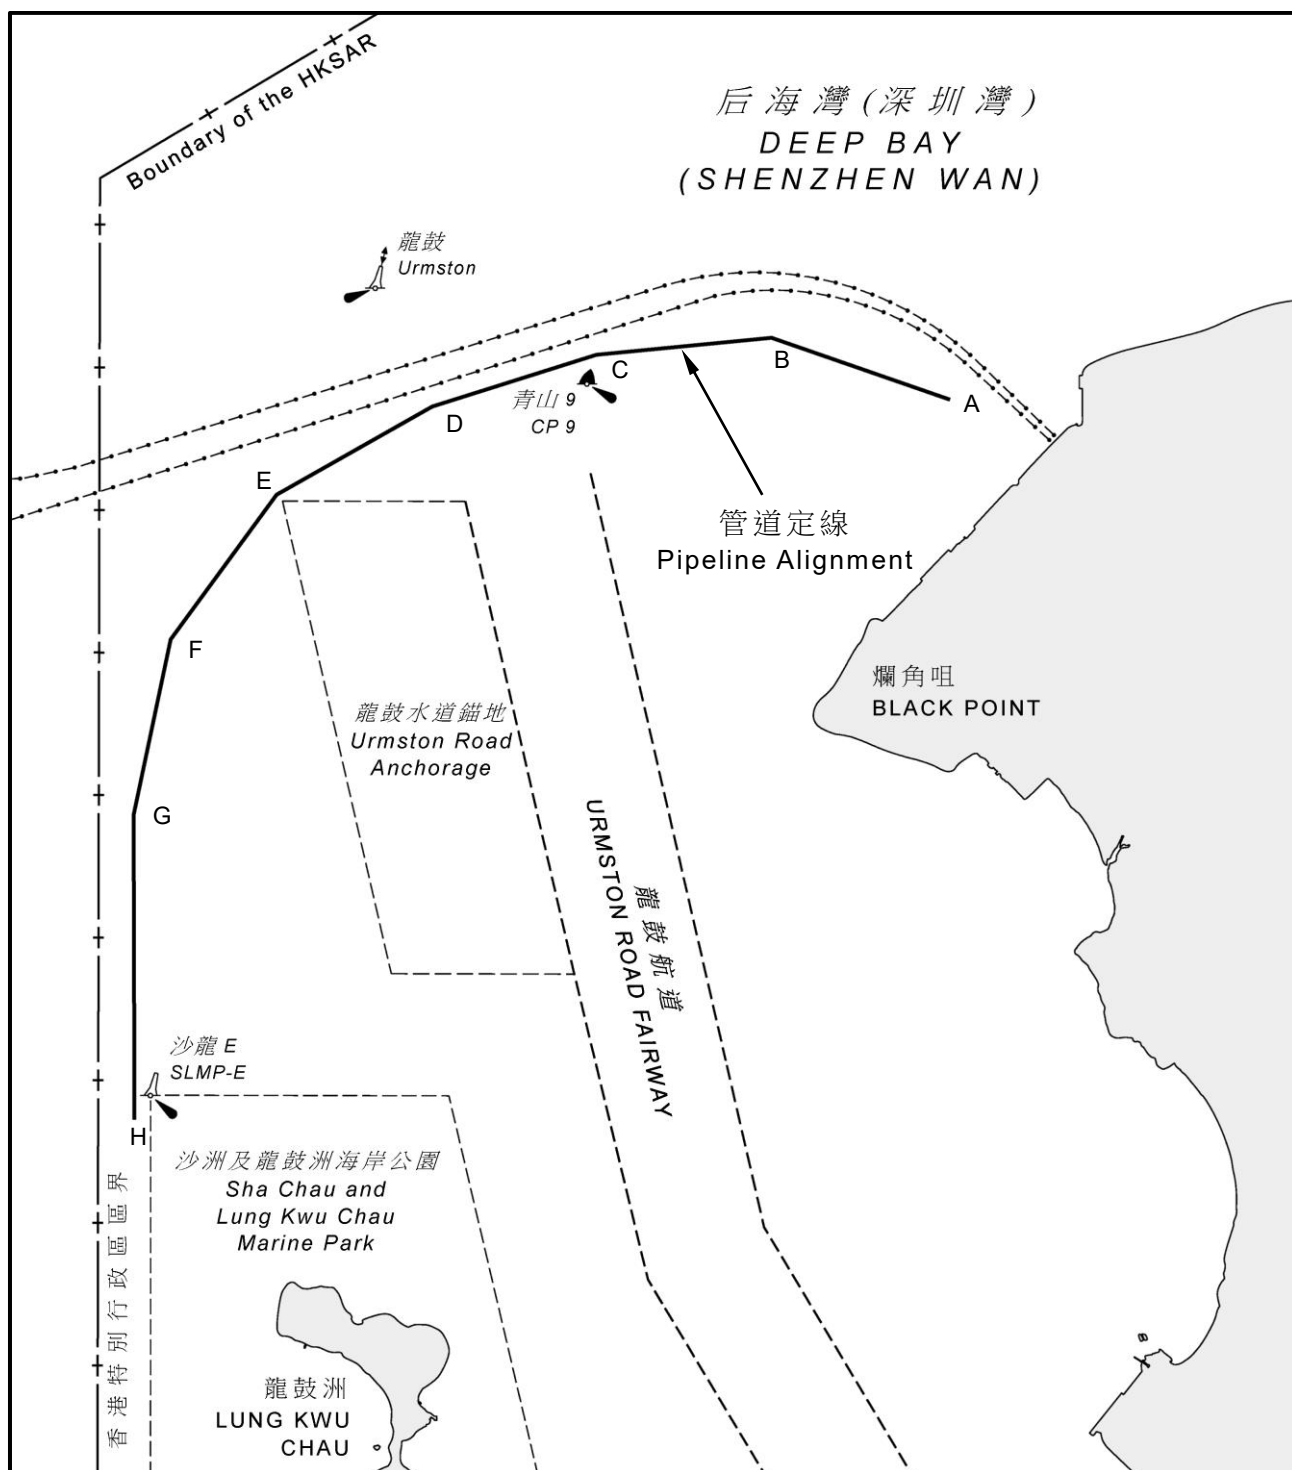 Boundary of the HKSAR
后海灣(深圳灣)
DEEP BAY
(SHENZHEN WAN)
龍鼓
Urmston
C
B
A
青山 9
CP 9
D
E
管道定線
Pipeline Alignment
F
爛角咀
BLACK POINT
龍鼓水道錨地
Urmston Road
Anchorage
G
龍鼓航道
URMSTON ROAD FAIRWAY
沙龍 E
SLMP-E
H
沙洲及龍鼓洲海岸公園
Sha Chau and
Lung Kwu Chau
Marine Park
香港特別行政區區界
龍鼓洲
LUNG KWU
CHAU